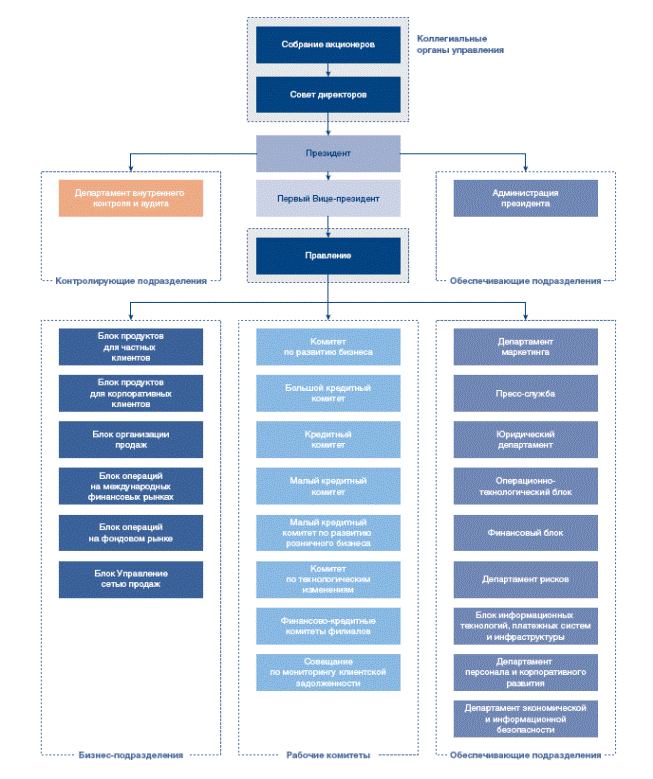 Собрание акционеров
Коллегиальные
органы управления
Совет директоров
Президент
Департамент внутреннего
контроля и аудита
Первый Вице-президент
Администрация
президента
Правление
Контролирующие подразделения
Обеспечивающие подразделения
Блок продуктов
для частных
клиентов
Блок продуктов
для корпоративных
клиентов
Блок организации
продаж
Блок операций
на международных
финансовых рынках
Блок операций
на фондовом рынке
Блок Управление
сетью продаж
Бизнес-подразделения
Комитет
по развитию бизнеса
Большой кредитный
комитет
Кредитный
комитет
Малый кредитный
комитет
Малый кредитный
комитет по развитию
розничного бизнеса
Комитет
по технологическим
изменениям
Финансово-кредитные
комитеты филиалов
Совещание
по мониторингу клиентской
задолженности
Рабочие комитеты
Департамент
маркетинга
Пресс-служба
Юридический
департамент
Операционно-
технологический блок
Финансовый блок
Департамент рисков
Блок информационных
технологий, платежных систем
и инфраструктуры
Департамент
персонала и корпоративного
развития
Департамент экономической
и информационной
безопасности
Обеспечивающие подразделения